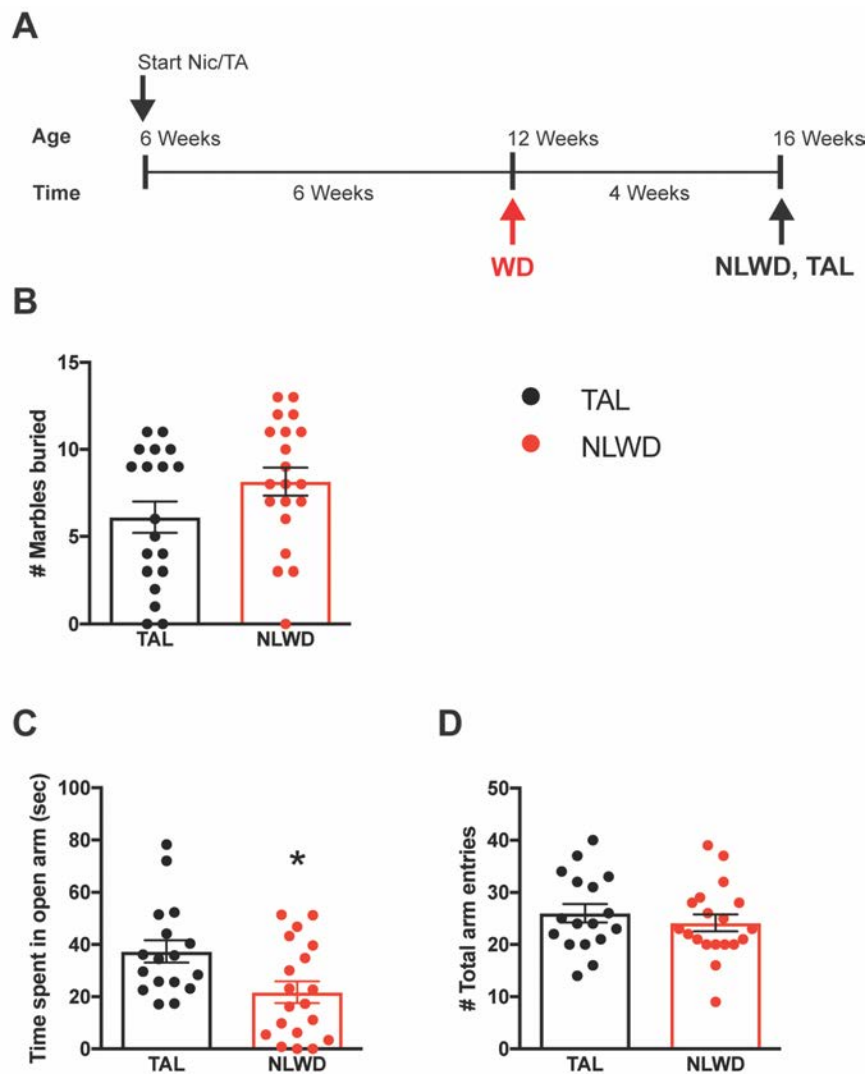 A
Start Nic/TA
Age
6 Weeks
12 Weeks
16 Weeks
Time
6 Weeks
4 Weeks
WD
NLWD, TAL
B
# Marbles buried
15
10
5
0
TAL
NLWD
TAL
NLWD
C
Time spent in open arm (sec)
100
80
60
40
20
0
*
TAL
NLWD
D
# Total arm entries
50
40
30
20
10
0
TAL
NLWD